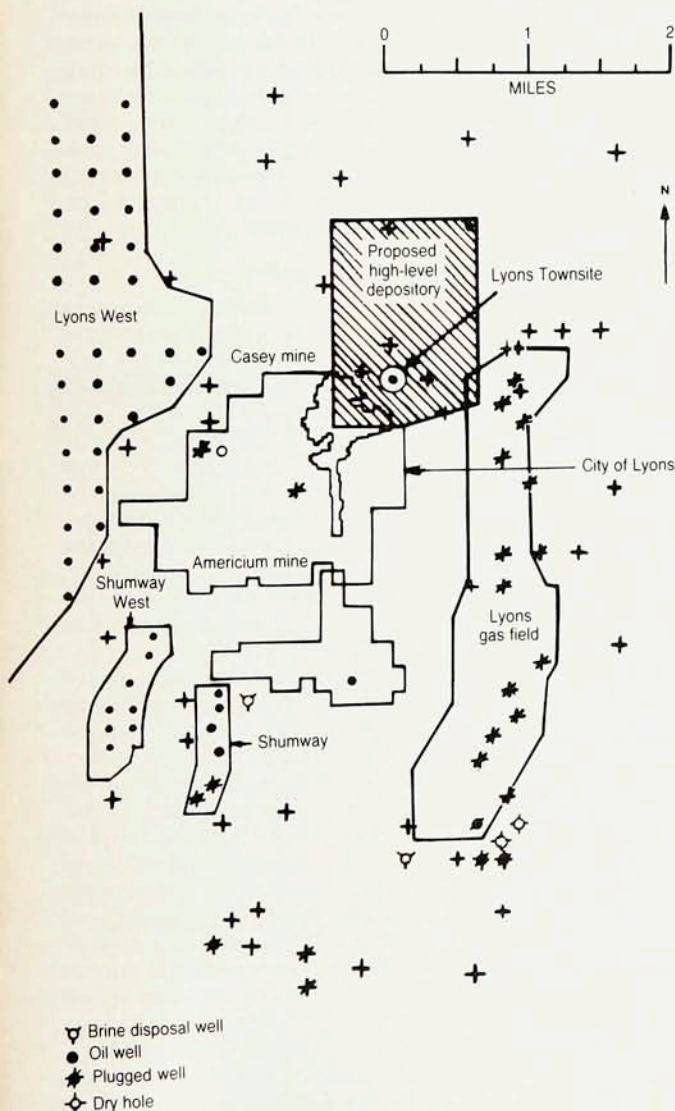 0
1
2
MILES
N
Proposed
high-level
depository
Lyons Townsite
Lyons West
Casey mine
City of Lyons
Americium mine
Shumway
West
Lyons
gas field
Shumway
Brine disposal well
Oil well
Plugged well
Dry hole